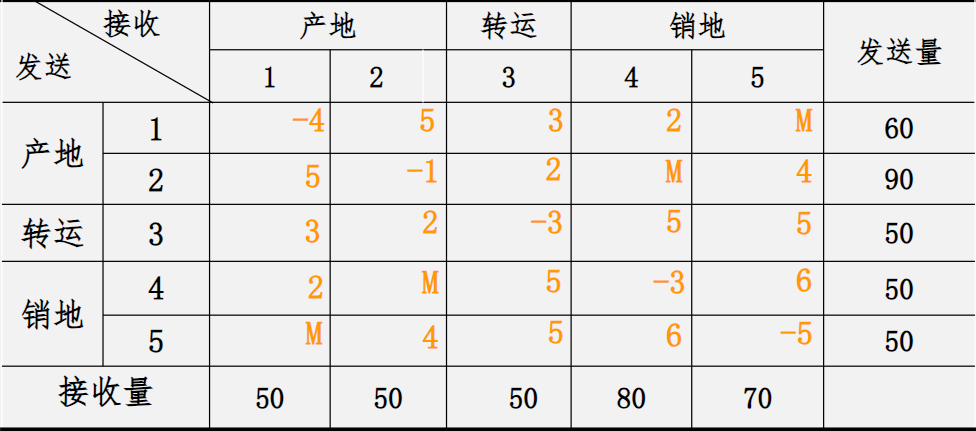 接收 产地 转运 销地 发送量
发送 1 2 3 4 5
产地 1 -4 5 3 2 M 60
2 5 -1 2 M 4 90
转运 3 3 2 -3 5 5 50
销地 4 2 M 5 -3 6 50
5 M 4 5 6 -5 50
接收量 50 50 50 80 70